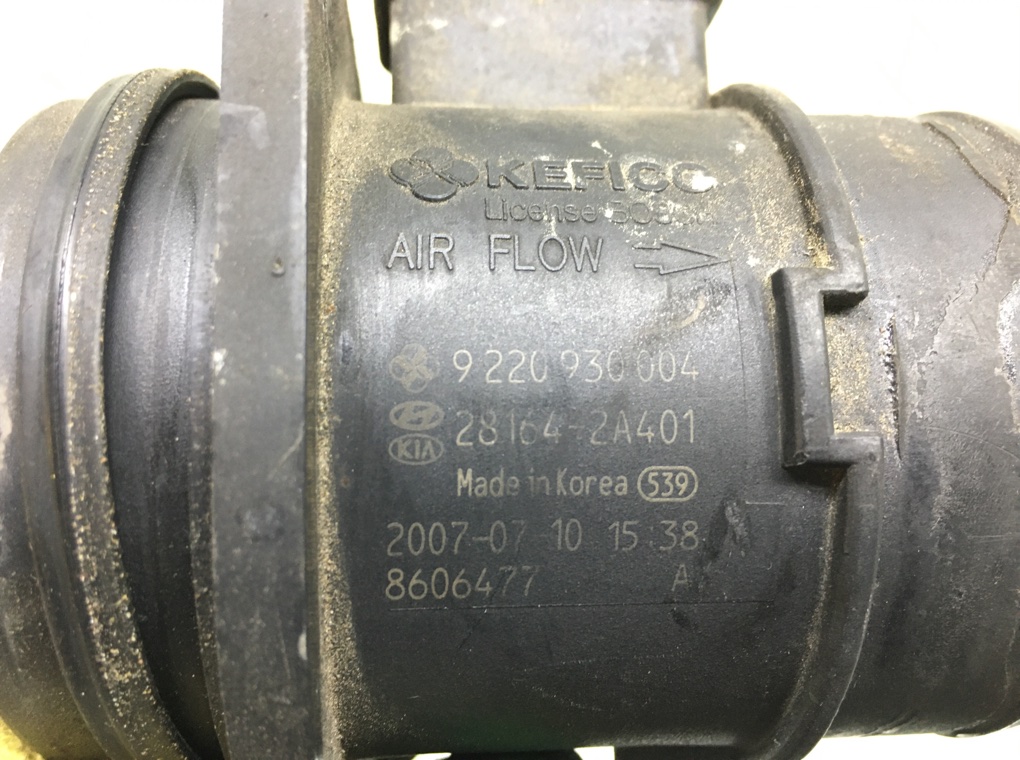 KEFICO
License BOSCH
AIR FLOW
9 220 930 004
28164-2A401
KIA
Made in Korea 539
2007-07 10 15:38
8606477 A